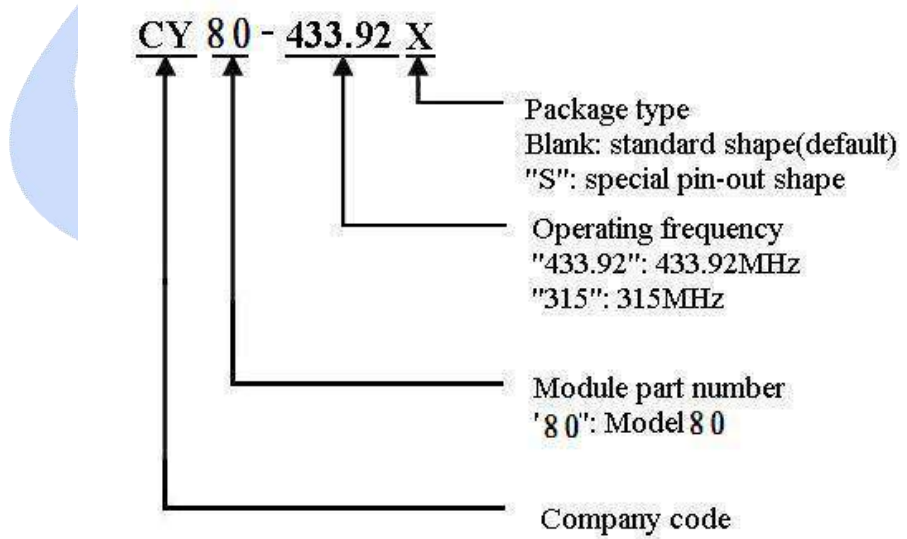 CY 80 - 433.92 X
Package type
Blank: standard shape(default)
"S": special pin-out shape
Operating frequency
"433.92": 433.92MHz
"315": 315MHz
Module part number
'80": Model 80
Company code